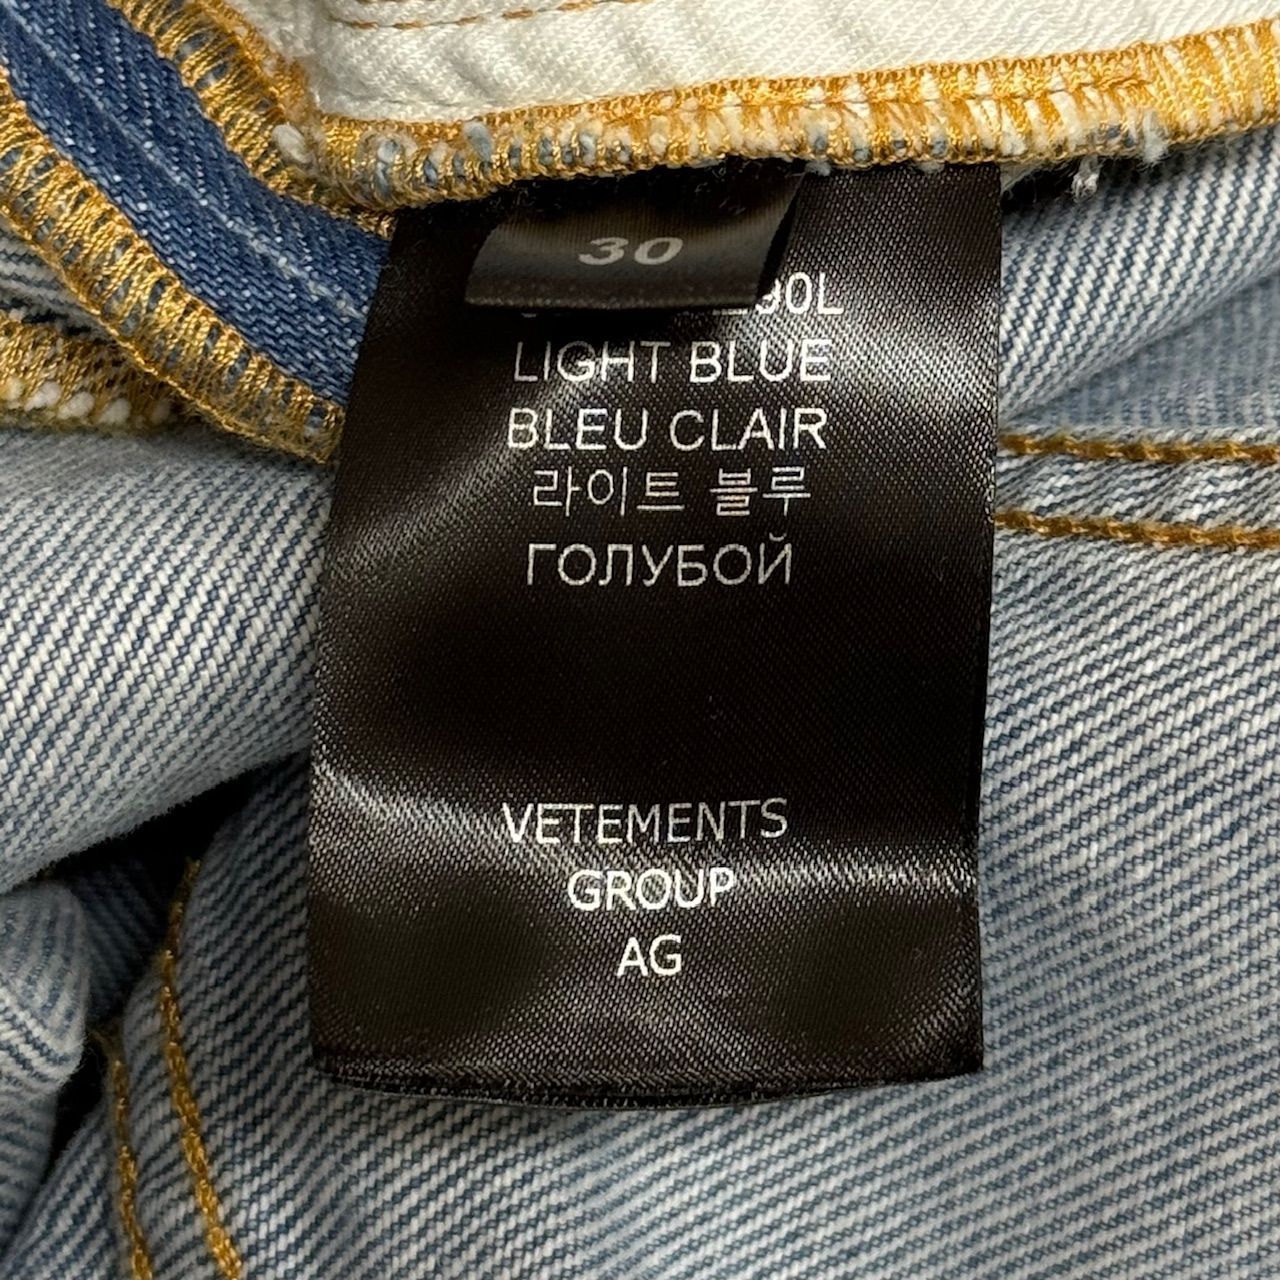 30
LIGHT BLUE
BLEU CLAIR
라이트 블루
ГОЛУБОЙ
VETEMENTS
GROUP
AG